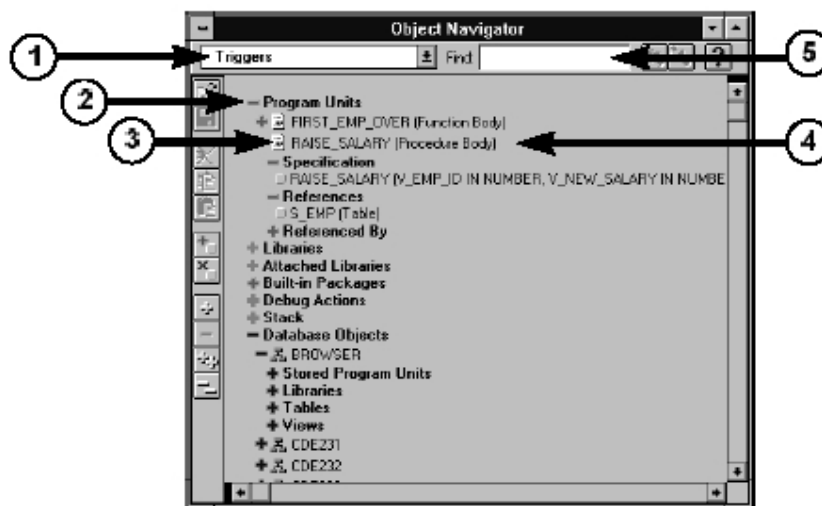 Object Navigator
1
Triggers
Find:
5
2
Program Units
FIRST_EMP_OVER (Function Body)
3
RAISE_SALARY (Procedure Body)
4
Specification
RAISE_SALARY (V_EMP_ID IN NUMBER, V_NEW_SALARY IN NUMBE
References
S_EMP (Table)
Referenced By
Libraries
Attached Libraries
Built-in Packages
Debug Actions
Stack
Database Objects
BROWSER
Stored Program Units
Libraries
Tables
Views
CDE231
CDE232